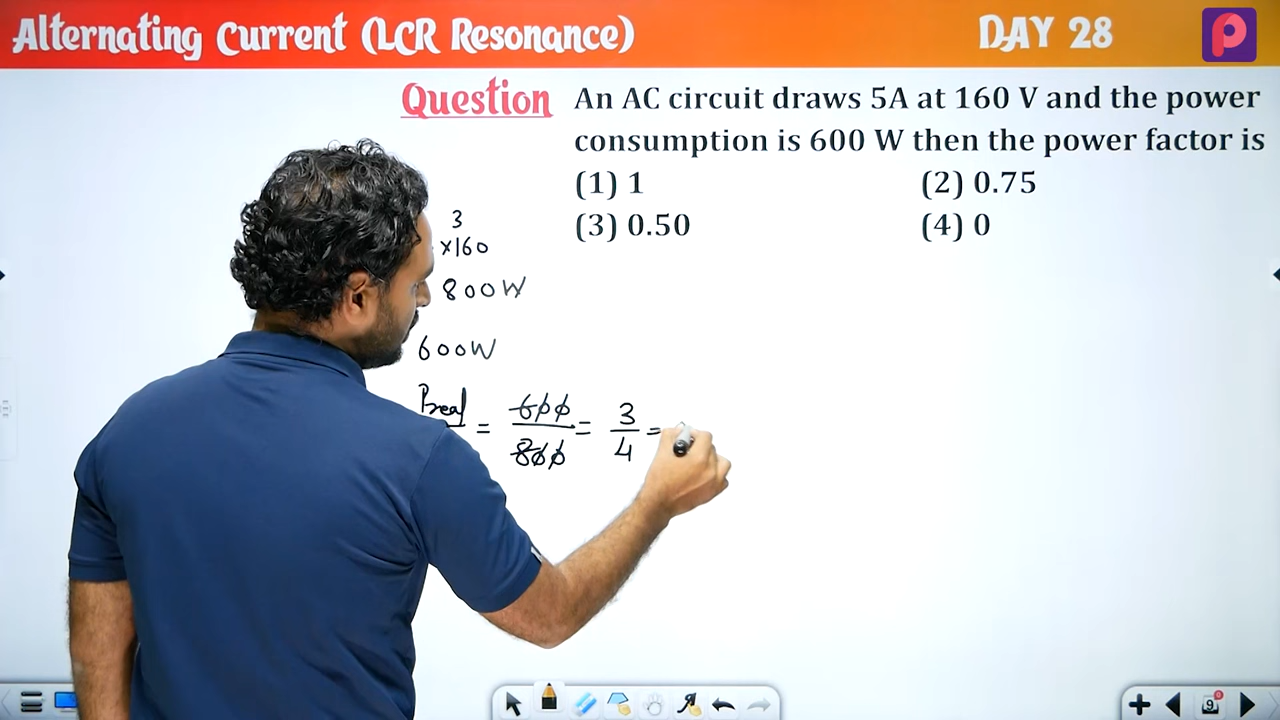 Alternating Current (LCR Resonance)
DAY 28
Question An AC circuit draws 5A at 160 V and the power
consumption is 600 W then the power factor is
(1) 1 (2) 0.75
(3) 0.50 (4) 0
3
×160
800W
600W
Preal = 600/800 = 3/4 =
9